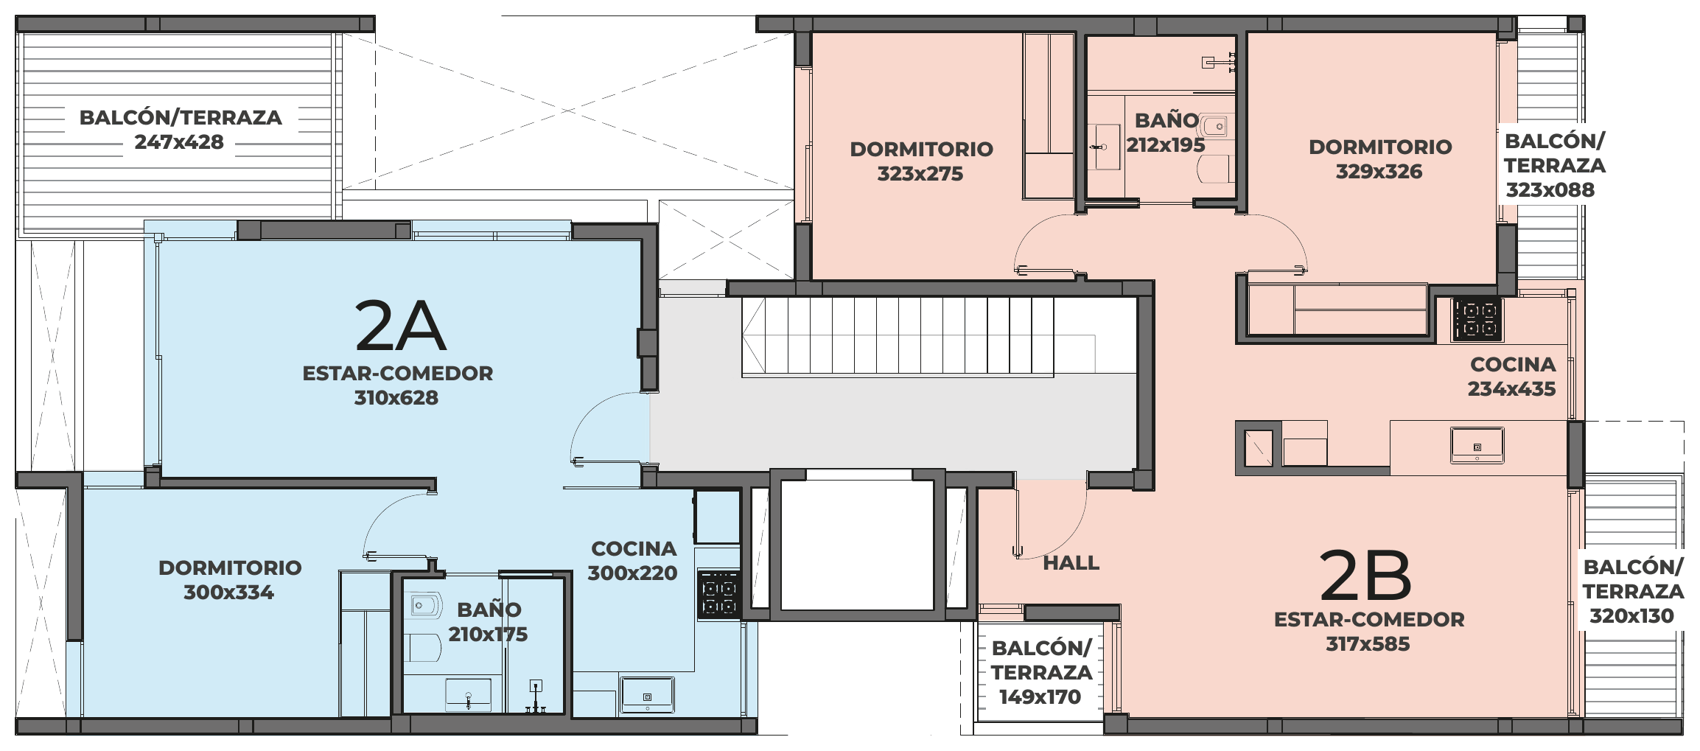 BALCÓN/TERRAZA
247x428
2A
ESTAR-COMEDOR
310x628
DORMITORIO
300x334
BAÑO
210x175
COCINA
300x220
DORMITORIO
323x275
BAÑO
212x195
DORMITORIO
329x326
BALCÓN/
TERRAZA
323x088
COCINA
234x435
HALL
2B
ESTAR-COMEDOR
317x585
BALCÓN/
TERRAZA
320x130
BALCÓN/
TERRAZA
149x170